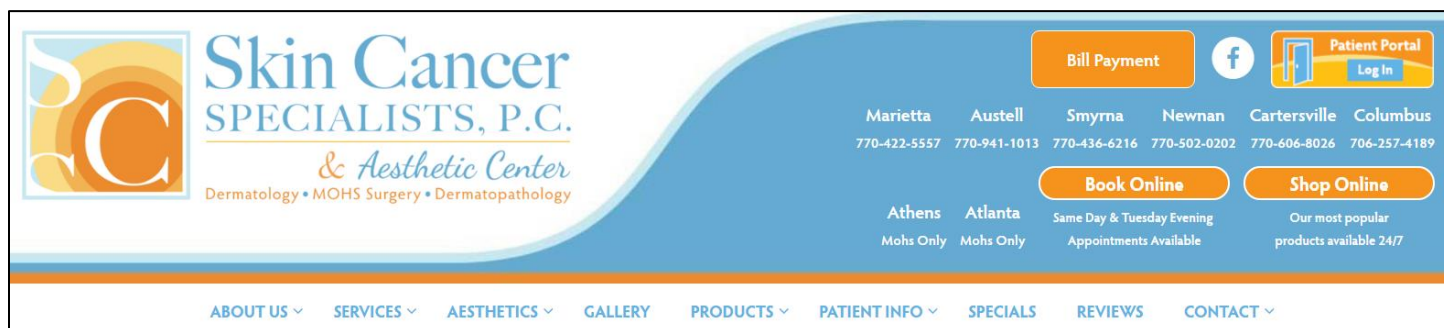 SC
SC
Skin Cancer
SPECIALISTS, P.C.
& Aesthetic Center
Dermatology • MOHS Surgery • Dermatopathology
Bill Payment
f
Patient Portal
Log In
Marietta Austell Smyrna Newnan Cartersville Columbus
770-422-5557 770-941-1013 770-436-6216 770-502-0202 770-606-8026 706-257-4189
Book Online Shop Online
Athens Atlanta Same Day & Tuesday Evening Our most popular
Mohs Only Mohs Only Appointments Available products available 24/7
ABOUT US SERVICES AESTHETICS GALLERY PRODUCTS PATIENT INFO SPECIALS REVIEWS CONTACT